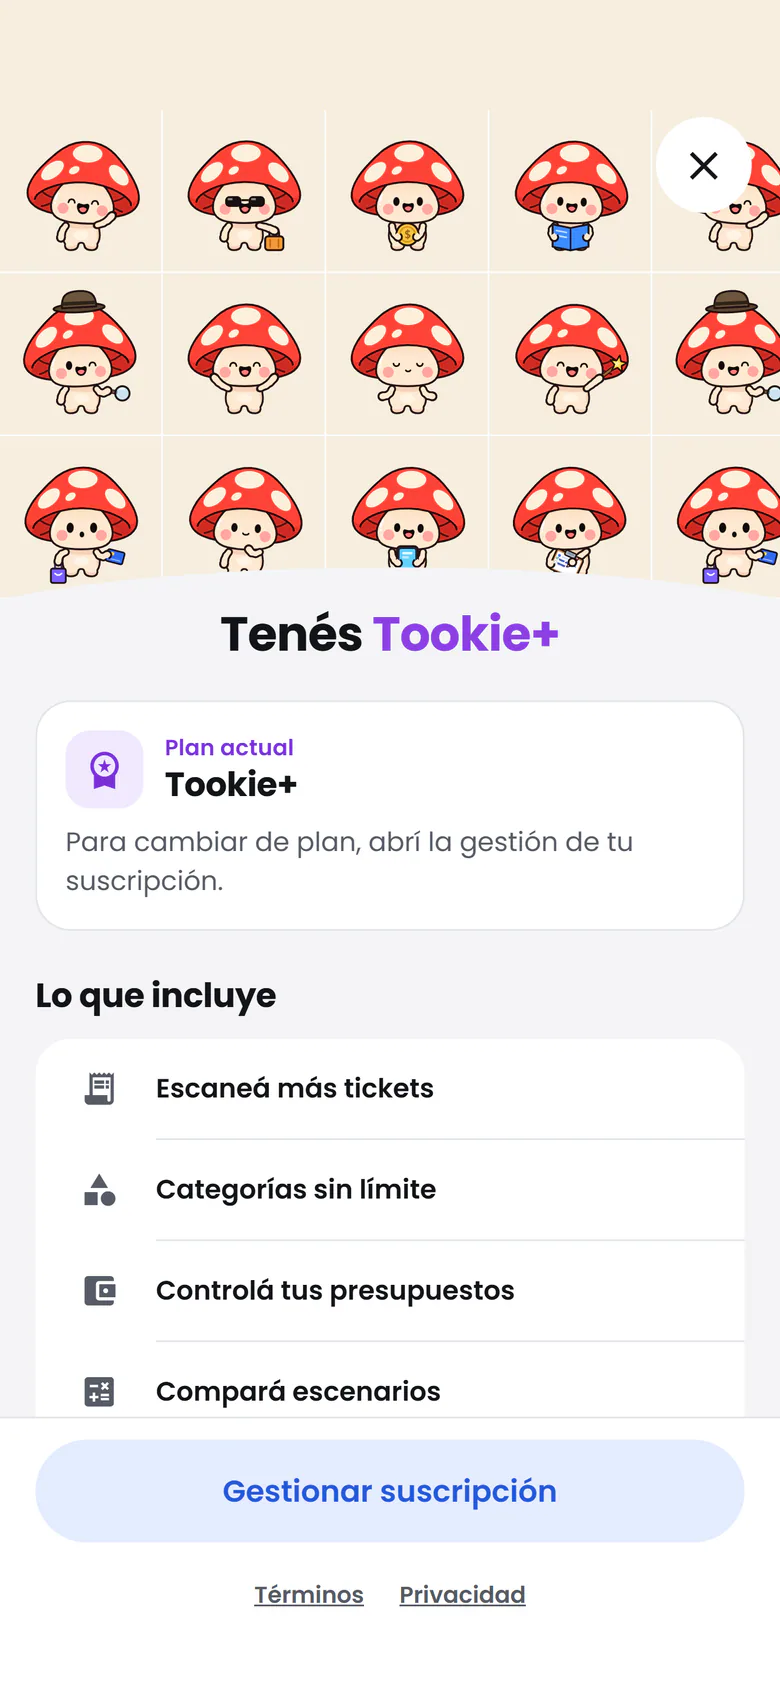 Tenés Tookie+
Plan actual
Tookie+
Para cambiar de plan, abrí la gestión de tu
suscripción.
Lo que incluye
Escaneá más tickets
Categorías sin límite
Controlá tus presupuestos
Compará escenarios
Gestionar suscripción
Términos Privacidad